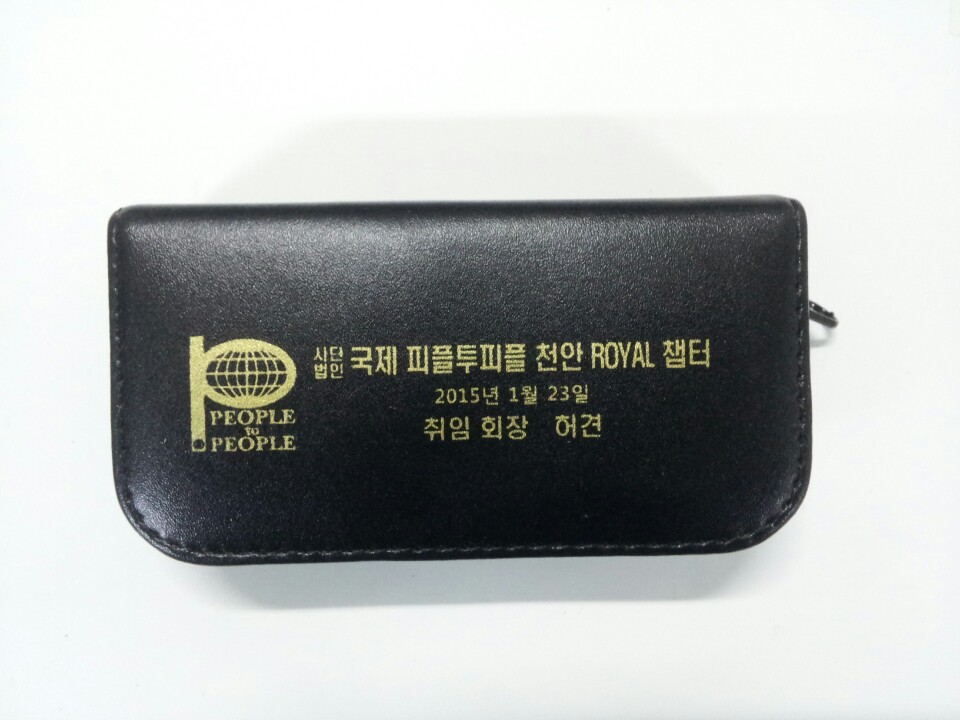 PEOPLE
to
PEOPLE
사단
법인 국제 피플투피플 천안 ROYAL 챕터
2015년 1월 23일
취임 회장 허견